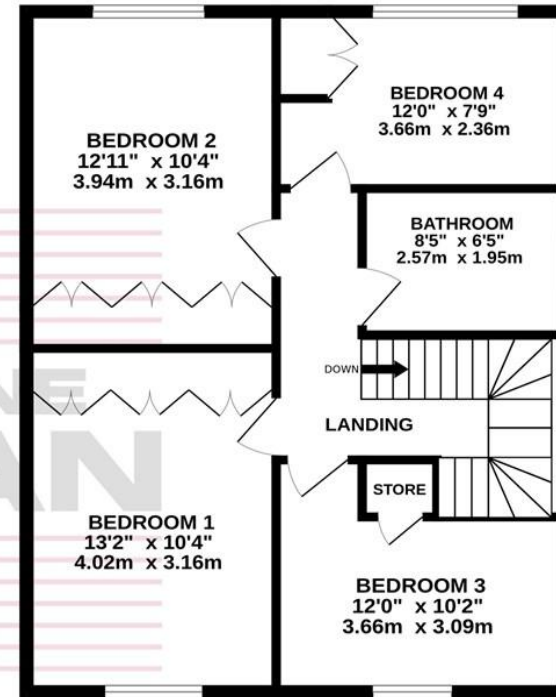 BEDROOM 2
12'11" x 10'4"
3.94m x 3.16m
BEDROOM 4
12'0" x 7'9"
3.66m x 2.36m
BATHROOM
8'5" x 6'5"
2.57m x 1.95m
DOWN
LANDING
STORE
BEDROOM 1
13'2" x 10'4"
4.02m x 3.16m
BEDROOM 3
12'0" x 10'2"
3.66m x 3.09m